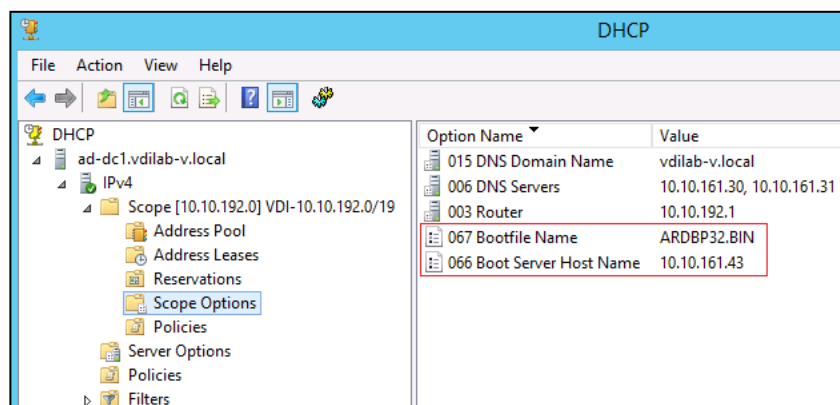 DHCP
File Action View Help
DHCP
ad-dc1.vdilab-v.local
IPv4
Scope [10.10.192.0] VDI-10.10.192.0/19
Address Pool
Address Leases
Reservations
Scope Options
Policies
Server Options
Policies
Filters
Option Name Value
015 DNS Domain Name vdilab-v.local
006 DNS Servers 10.10.161.30, 10.10.161.31
003 Router 10.10.192.1
067 Bootfile Name ARDBP32.BIN
066 Boot Server Host Name 10.10.161.43